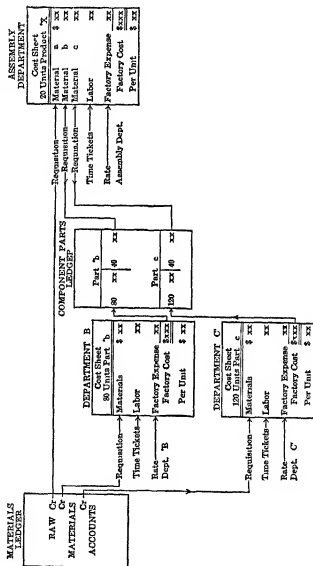 MATERIALS
LEDGER
RAW Cr
Cr
MATERIALS
Cr
ACCOUNTS
Requisition
Time Tickets
Rate
Dept. "B"
DEPARTMENT B
Cost Sheet
80 Units Part "b"
Materials $ xx
Labor xx
Factory Expense xx
Factory Cost $xxx
Per Unit $ xx
Requisition
Time Tickets
Rate
Dept. C'
DEPARTMENT C'
Cost Sheet
120 Units Part c
Materials $ xx
Labor xx
Factory Expense xx
Factory Cost $xxx
Per Unit $ xx
COMPONENT PARTS
LEDGER
Part "b
80 xx 40 xx
Part c
120 xx 40 xx
Requisition
Requisition
Requisition
Time Tickets
Rate
Assembly Dept.
ASSEMBLY
DEPARTMENT
Cost Sheet
20 Units Product "X
Material a $ xx
Material b xx
Material c xx
Labor xx
Factory Expense xx
Factory Cost $xxx
Per Unit $ xx